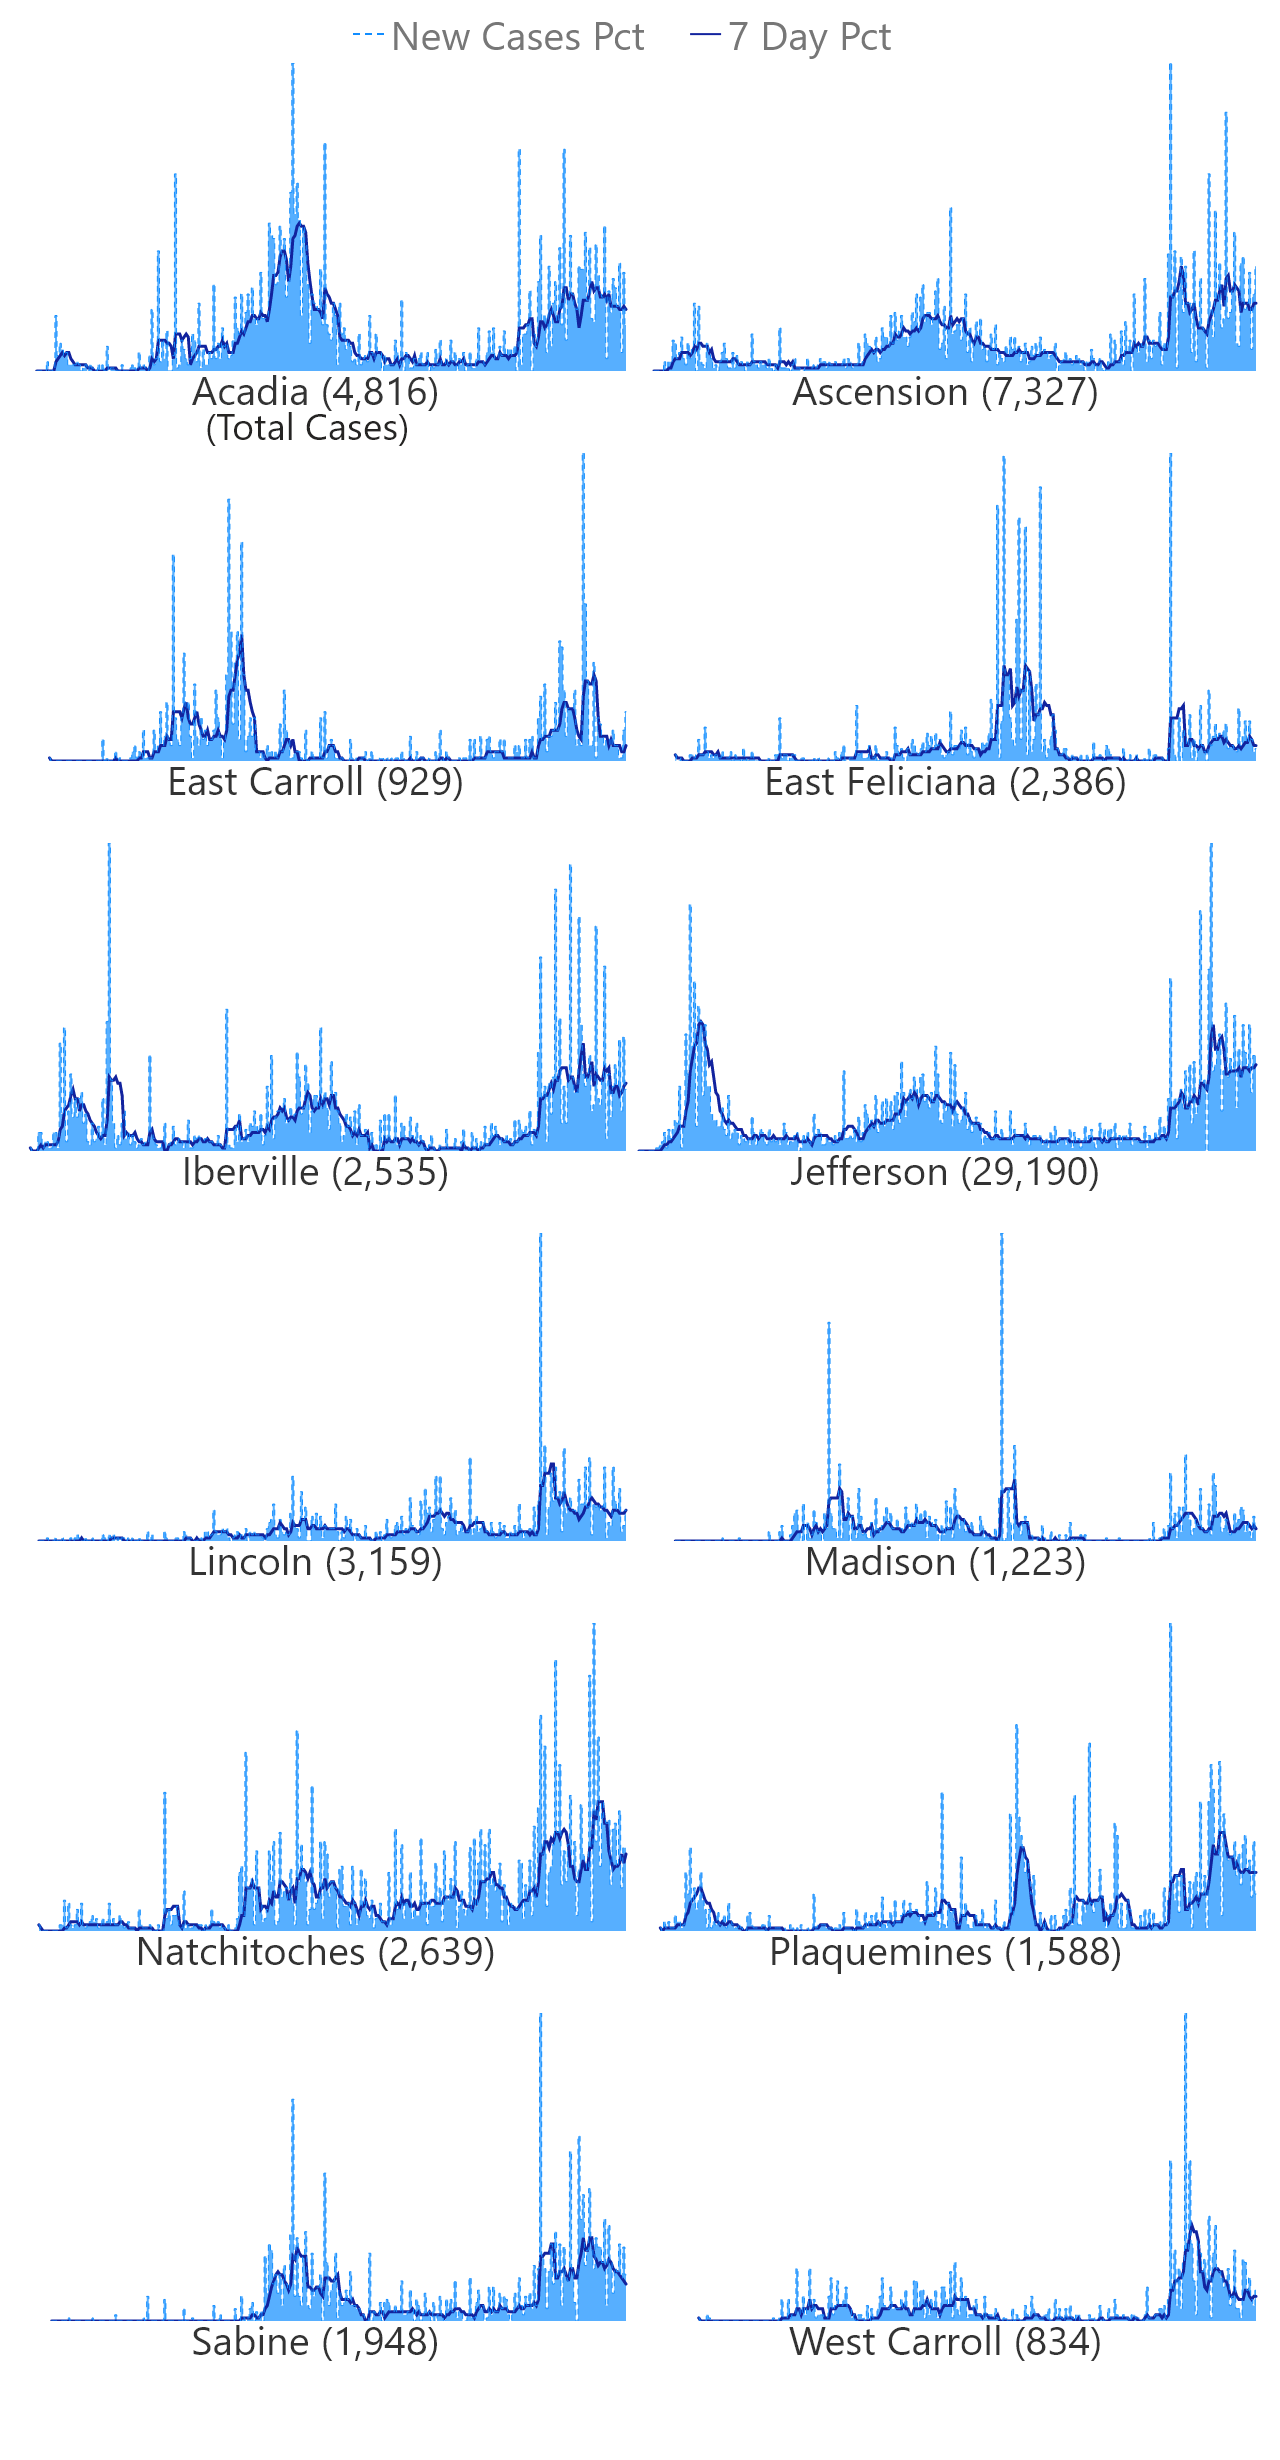 New Cases Pct 7 Day Pct
Acadia (4,816) Ascension (7,327)
(Total Cases)
East Carroll (929) East Feliciana (2,386)
Iberville (2,535) Jefferson (29,190)
Lincoln (3,159) Madison (1,223)
Natchitoches (2,639) Plaquemines (1,588)
Sabine (1,948) West Carroll (834)